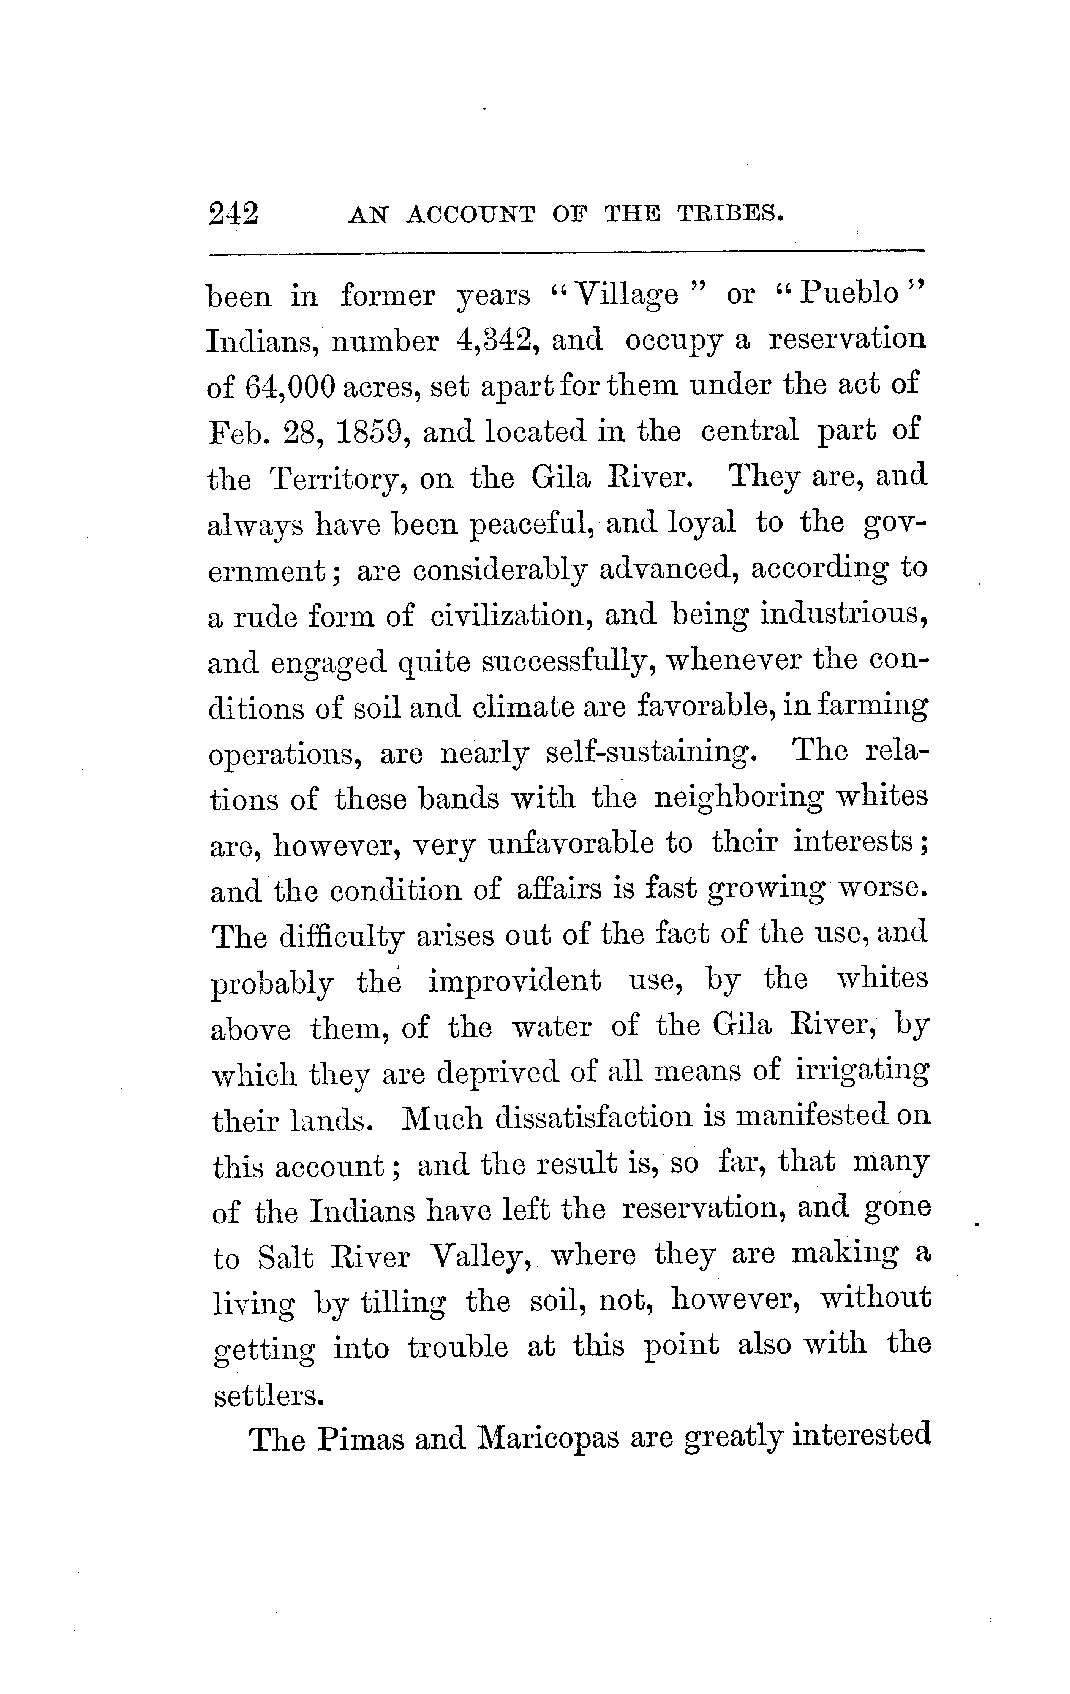 242 AN ACCOUNT OF THE TRIBES.
been in former years “Village” or “Pueblo”
Indians, number 4,342, and occupy a reservation
of 64,000 acres, set apart for them under the act of
Feb. 28, 1859, and located in the central part of
the Territory, on the Gila River. They are, and
always have been peaceful, and loyal to the gov-
ernment; are considerably advanced, according to
a rude form of civilization, and being industrious,
and engaged quite successfully, whenever the con-
ditions of soil and climate are favorable, in farming
operations, are nearly self-sustaining. The rela-
tions of these bands with the neighboring whites
are, however, very unfavorable to their interests;
and the condition of affairs is fast growing worse.
The difficulty arises out of the fact of the use, and
probably the improvident use, by the whites
above them, of the water of the Gila River, by
which they are deprived of all means of irrigating
their lands. Much dissatisfaction is manifested on
this account; and the result is, so far, that many
of the Indians have left the reservation, and gone
to Salt River Valley, where they are making a
living by tilling the soil, not, however, without
getting into trouble at this point also with the
settlers.
The Pimas and Maricopas are greatly interested